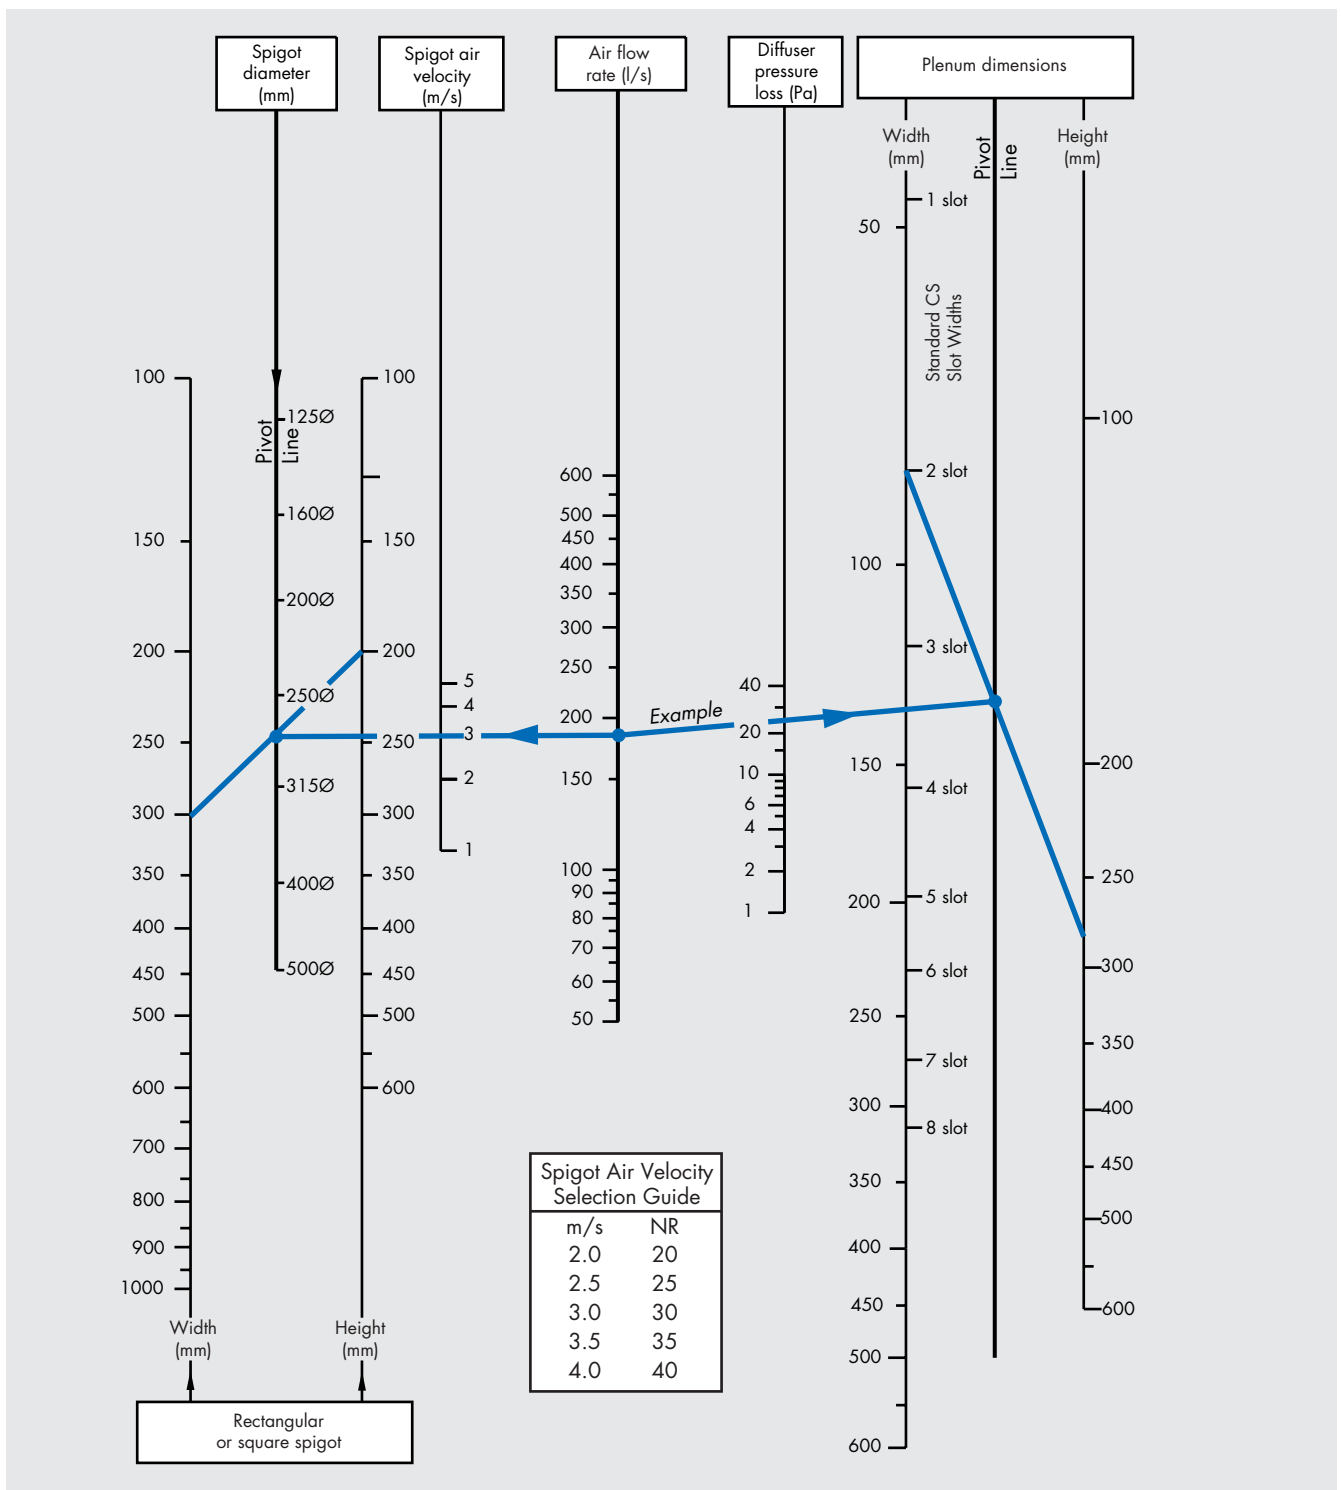 Spigot
diameter
(mm)
Spigot air
velocity
(m/s)
Air flow
rate (l/s)
Diffuser
pressure
loss (Pa)
Plenum dimensions
Width
(mm)
Pivot
Line
Height
(mm)
1 slot
50
Standard CS
Slot Widths
100
2 slot
100
3 slot
150
4 slot
200
5 slot
6 slot
250
7 slot
300
8 slot
350
400
450
500
600
200
250
300
350
400
450
500
600
100
150
200
250
300
350
400
450
500
600
700
800
900
1000
Width
(mm)
125Ø
Pivot
Line
160Ø
200Ø
250Ø
315Ø
400Ø
500Ø
100
150
200
250
300
350
400
450
500
600
Height
(mm)
Rectangular
or square spigot
5
4
3
2
1
600
500
450
400
350
300
250
200
150
100
90
80
70
60
50
Example
40
20
10
6
4
2
1
Spigot Air Velocity
Selection Guide
m/s NR
2.0 20
2.5 25
3.0 30
3.5 35
4.0 40